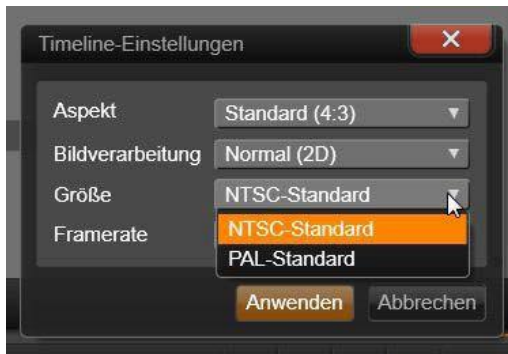 Timeline-Einstellungen
Aspekt Standard (4:3)
Bildverarbeitung Normal (2D)
Größe NTSC-Standard
Framerate NTSC-Standard
PAL-Standard
Anwenden Abbrechen